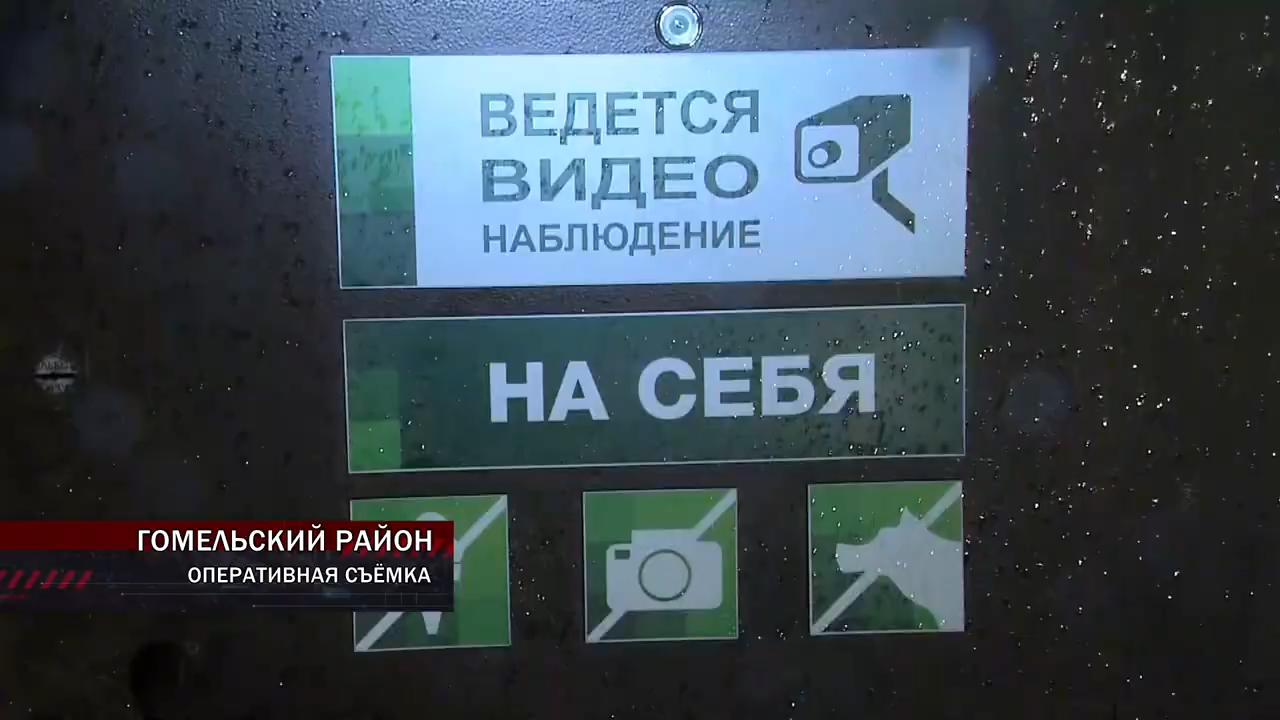 ВЕДЕТСЯ
ВИДЕО
НАБЛЮДЕНИЕ
НА СЕБЯ
ГОМЕЛЬСКИЙ РАЙОН
ОПЕРАТИВНАЯ СЪЁМКА